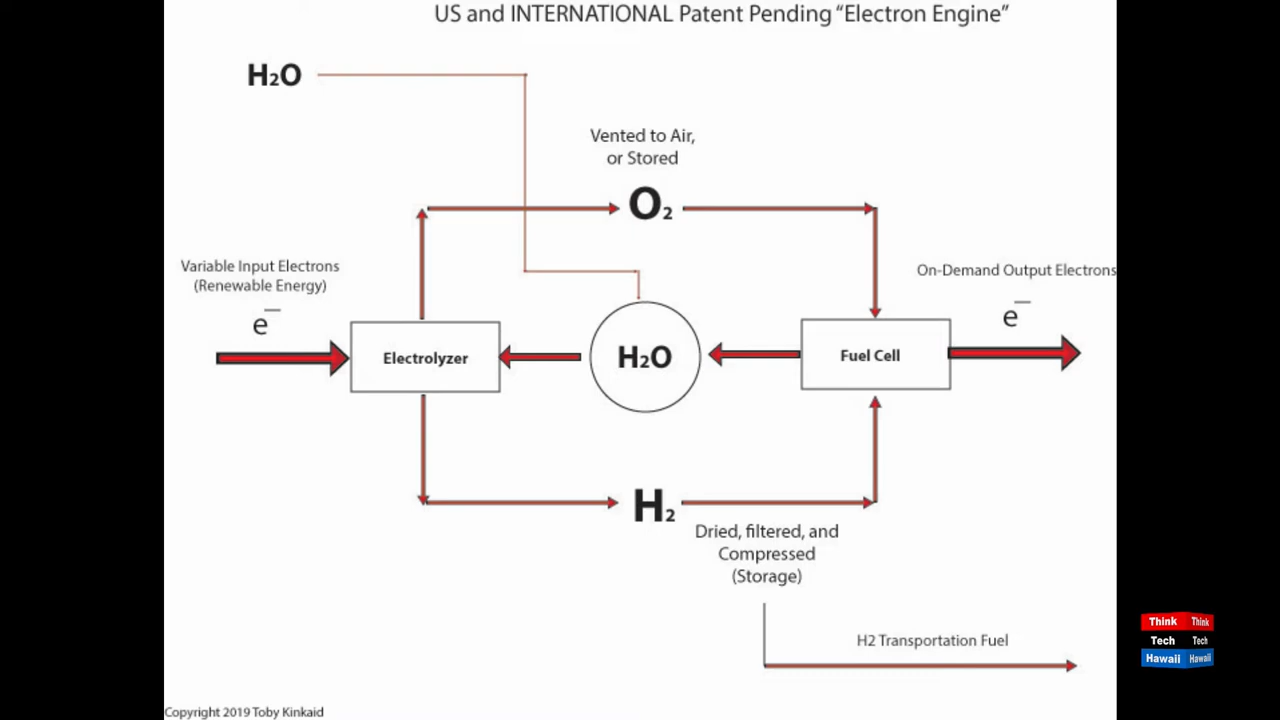 US and INTERNATIONAL Patent Pending “Electron Engine”
H₂O
Vented to Air,
or Stored
O₂
Variable Input Electrons
(Renewable Energy)
e⁻
On-Demand Output Electrons
e⁻
Electrolyzer
H₂O
Fuel Cell
H₂
Dried, filtered, and
Compressed
(Storage)
H2 Transportation Fuel
Think Think
Tech Tech
Hawaii Hawaii
Copyright 2019 Toby Kinkaid